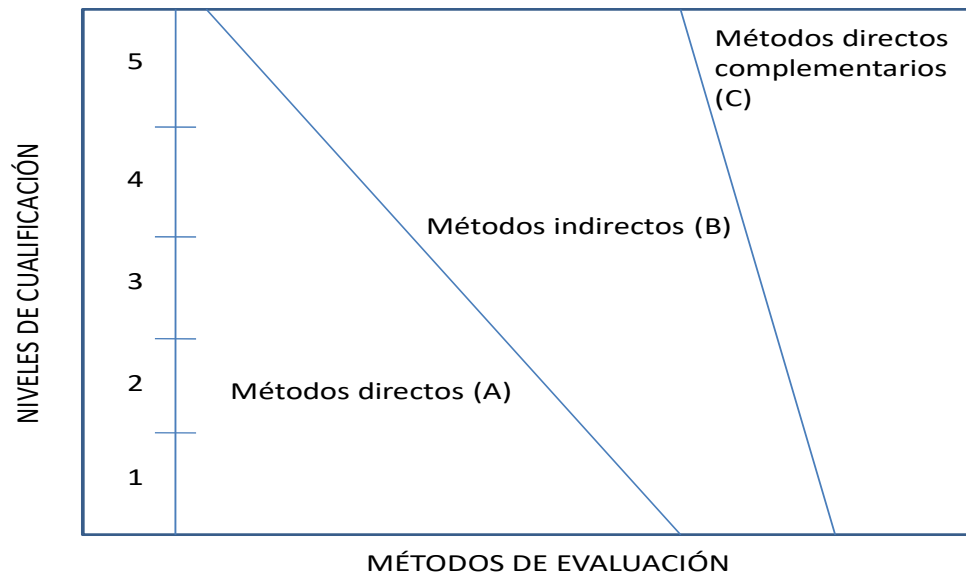 Métodos directos
complementarios
(C)
5
4
Métodos indirectos (B)
3
2
Métodos directos (A)
1
NIVELES DE CUALIFICACIÓN
MÉTODOS DE EVALUACIÓN